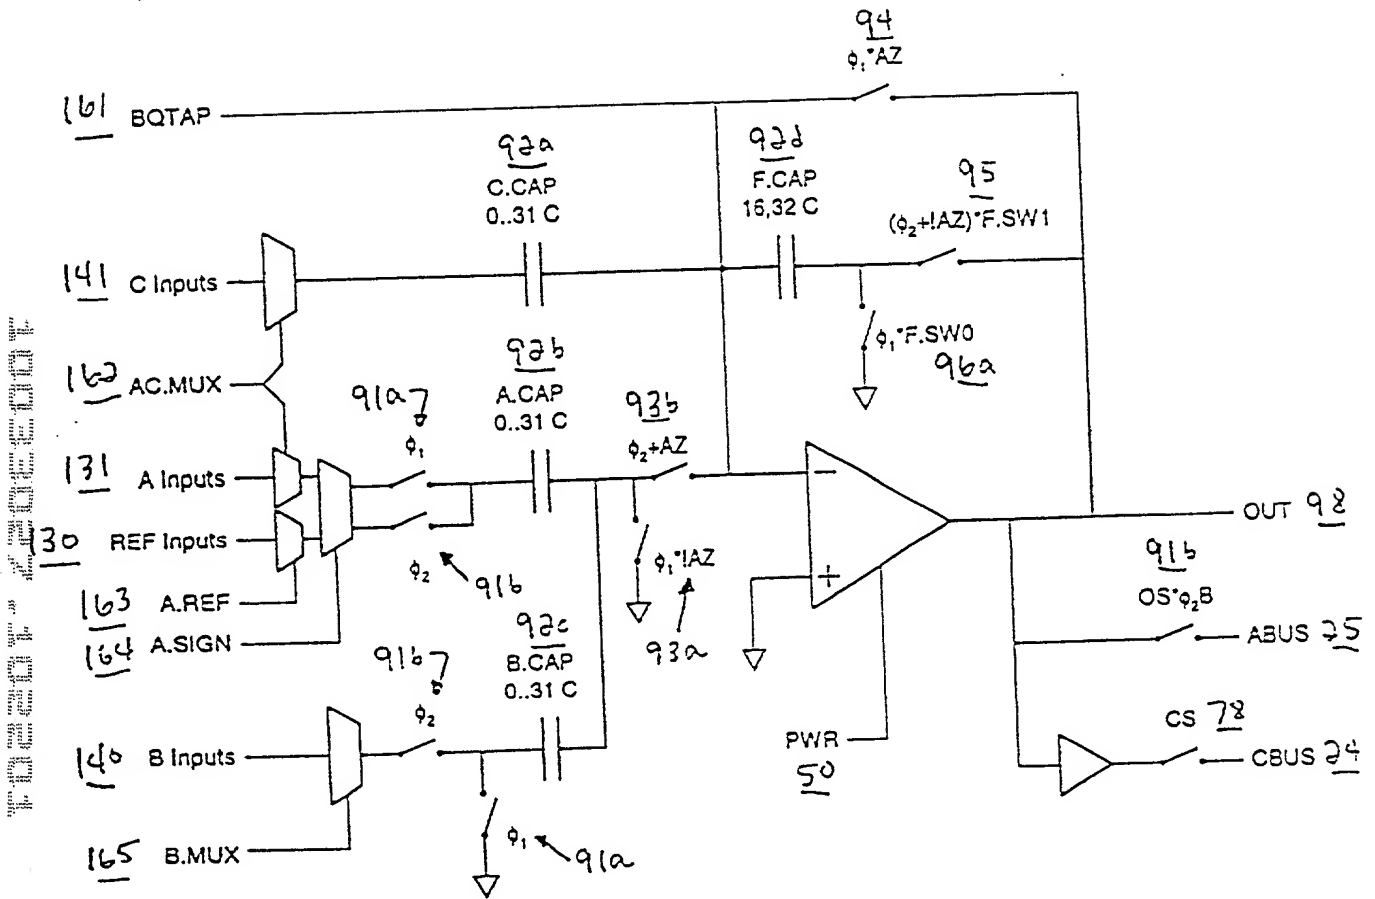 94
φ₁*AZ
161 BQTAP
92a
C.CAP
0..31 C
92d
F.CAP
16,32 C
95
(φ₂+!AZ)*F.SW1
141 C Inputs
φ₁*F.SW0
96a
162 AC.MUX
92b
A.CAP
0..31 C
91a
φ₁
93b
φ₂+AZ
131 A Inputs
130 REF Inputs
φ₂
91b
φ₁*!AZ
93a
OUT 98
163 A.REF
164 A.SIGN
92c
B.CAP
0..31 C
91b
OS*φ₂B
ABUS 25
91b
φ₂
140 B Inputs
PWR
50
CS 78
CBUS 24
φ₁
91a
165 B.MUX